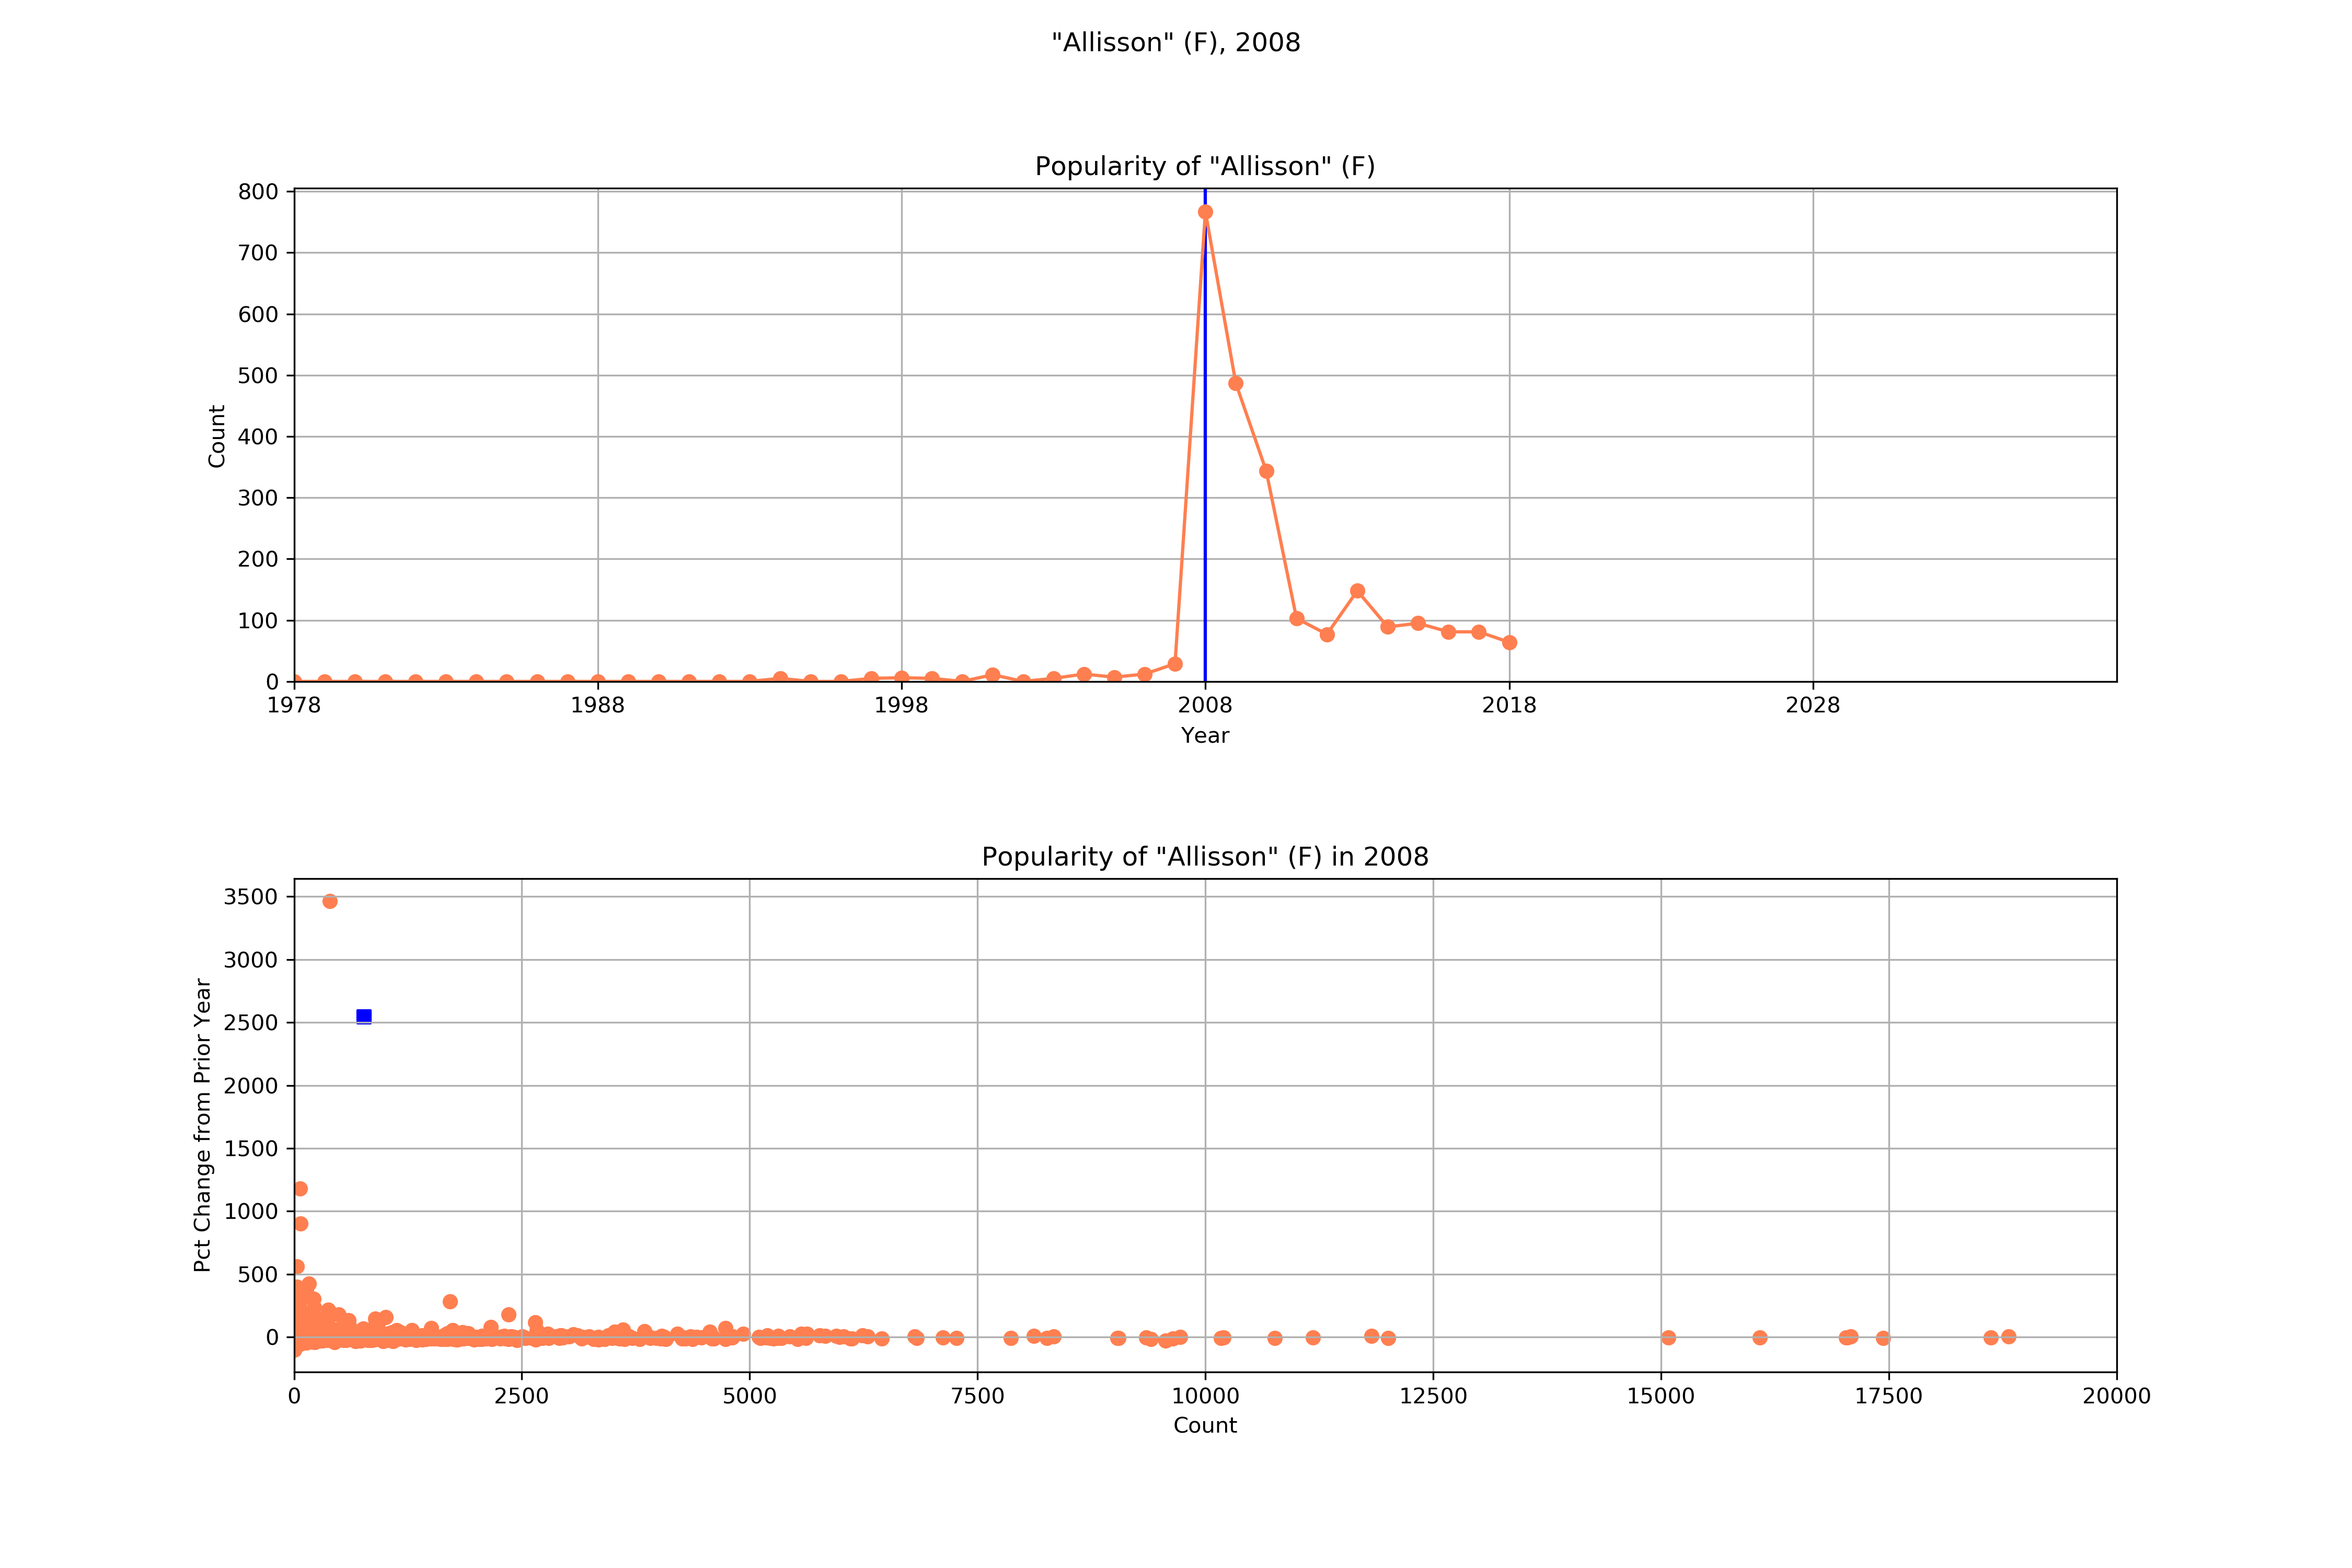 "Allisson" (F), 2008
Popularity of "Allisson" (F)
800
700
600
500
400
300
200
100
0
Count
1978 1988 1998 2008 2018 2028
Year
Popularity of "Allisson" (F) in 2008
3500
3000
2500
2000
1500
1000
500
0
Pct Change from Prior Year
0 2500 5000 7500 10000 12500 15000 17500 20000
Count